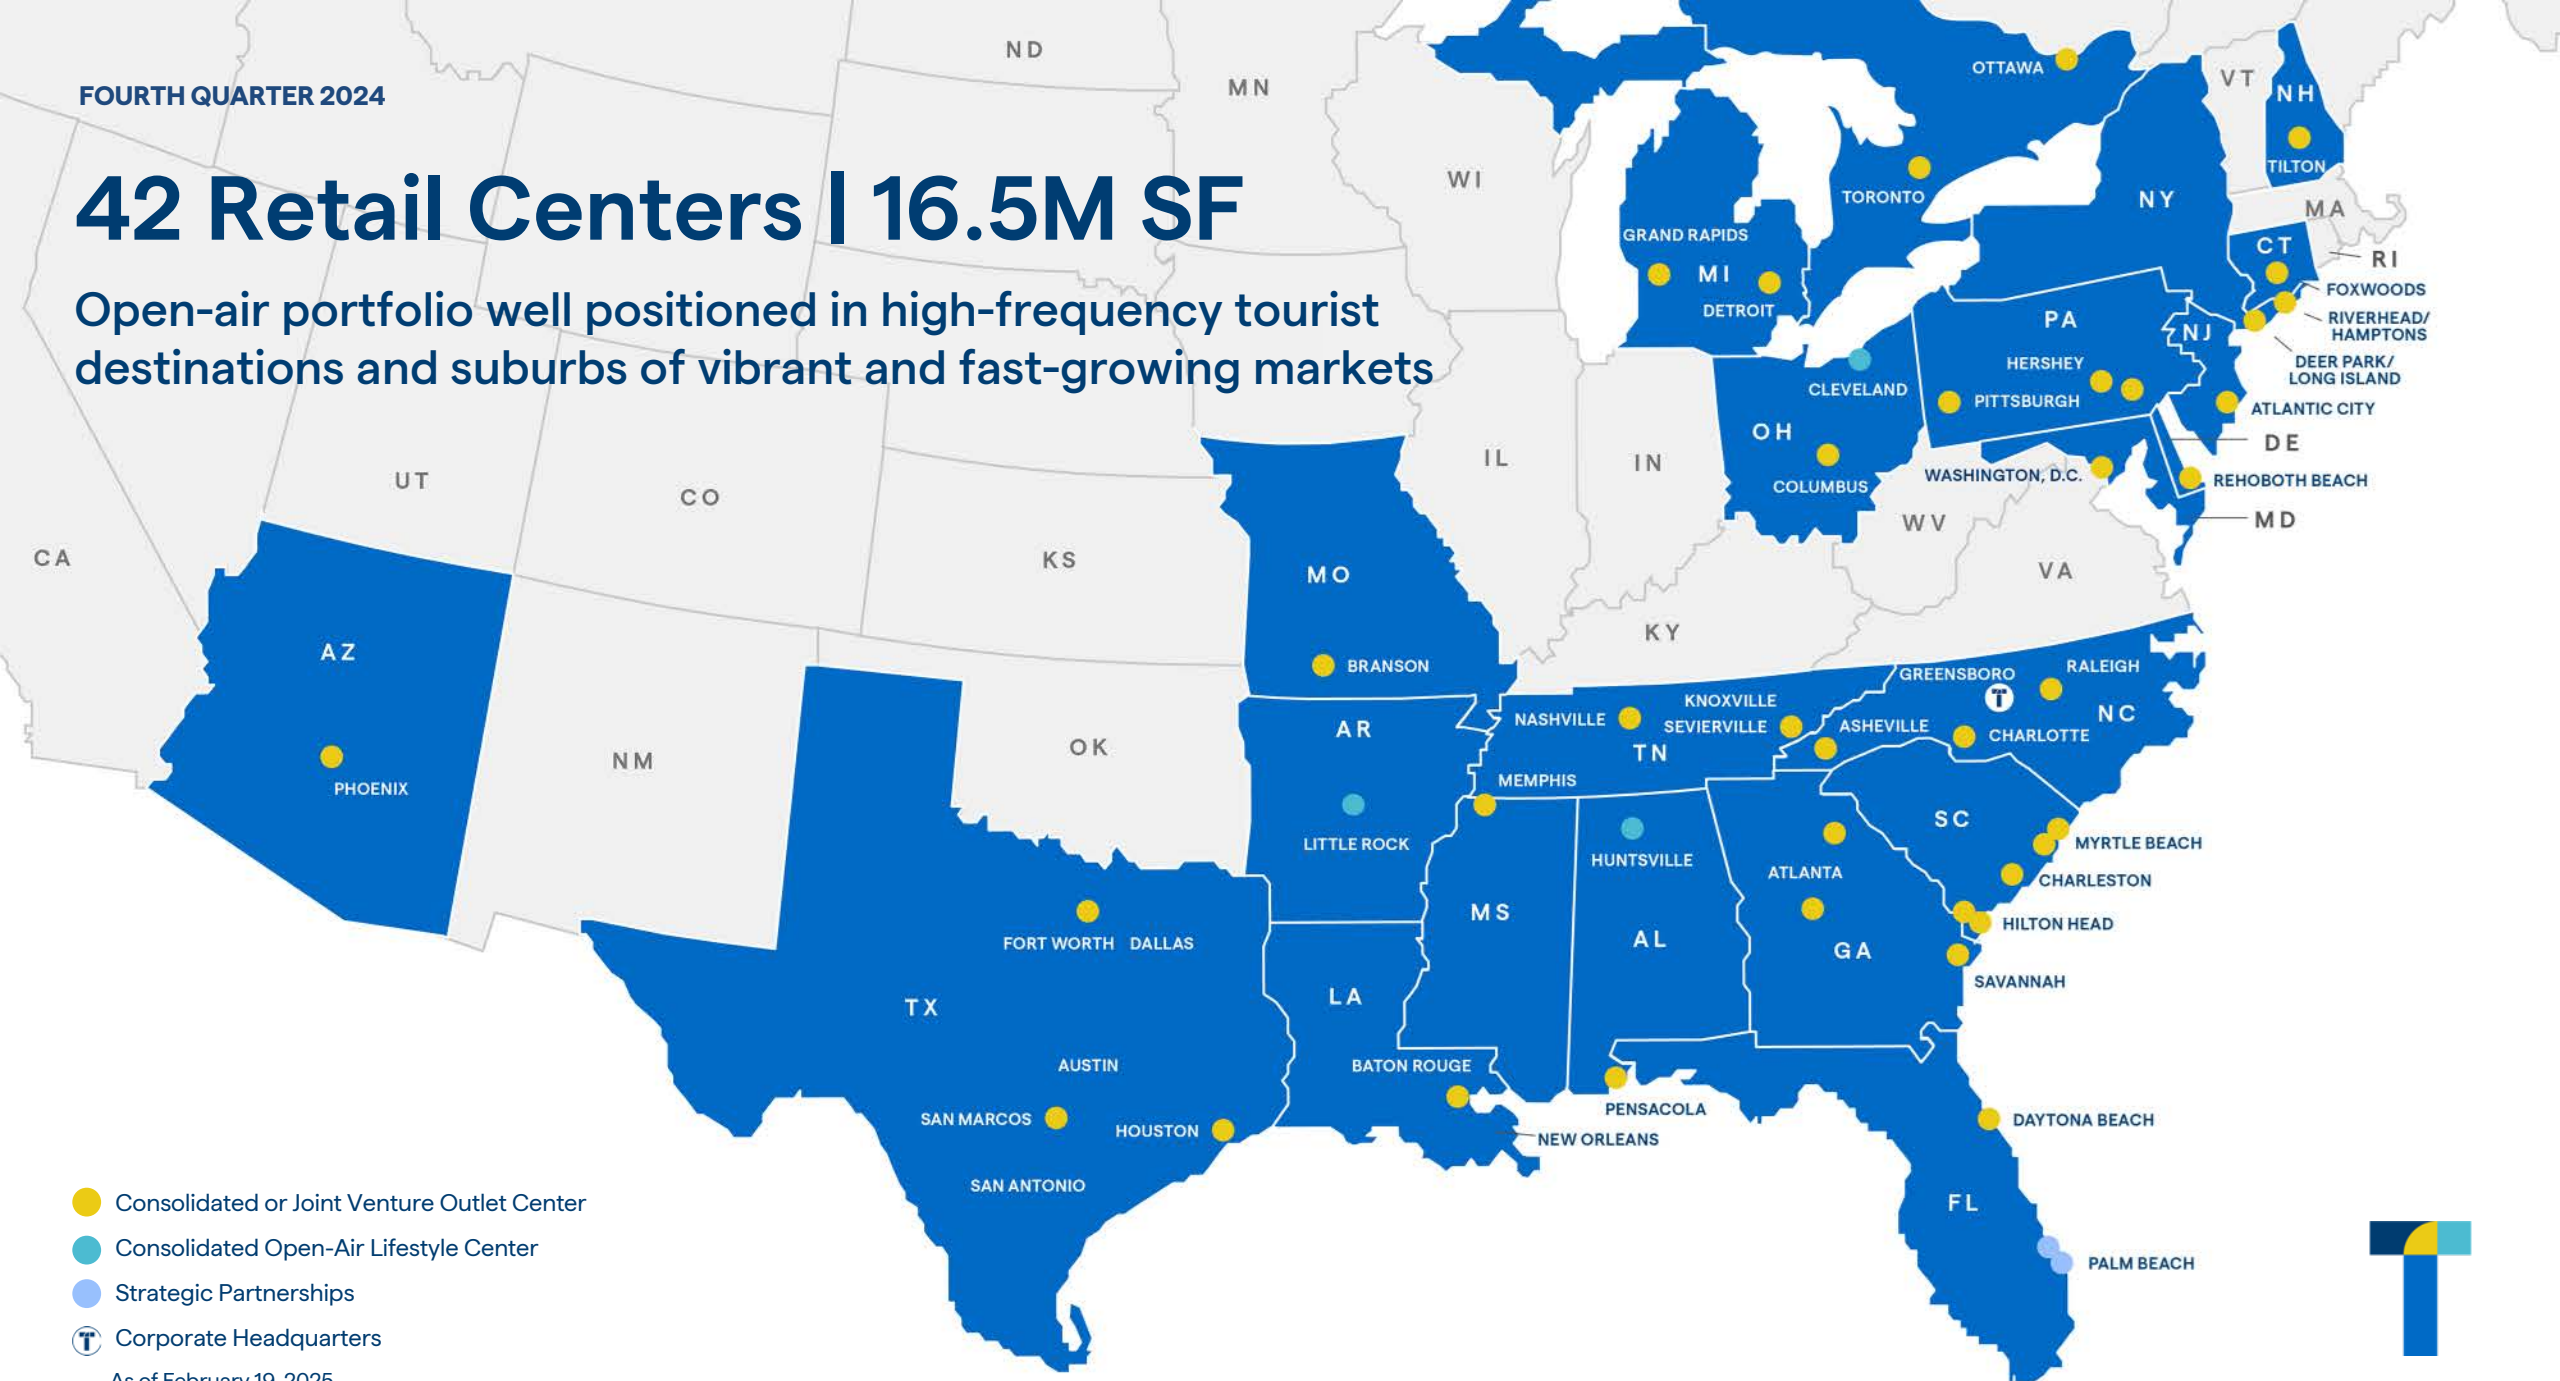 FOURTH QUARTER 2024
42 Retail Centers | 16.5M SF
Open-air portfolio well positioned in high-frequency tourist
destinations and suburbs of vibrant and fast-growing markets
ND
MN
WI
OTTAWA
VT
NH
TILTON
TORONTO
NY
MA
GRAND RAPIDS
MI
DETROIT
CT
RI
FOXWOODS
RIVERHEAD/
HAMPTONS
PA
NJ
DEER PARK/
LONG ISLAND
HERSHEY
CLEVELAND
PITTSBURGH
ATLANTIC CITY
OH
DE
COLUMBUS
WASHINGTON, D.C.
REHOBOTH BEACH
MD
UT
CO
IL
IN
WV
CA
KS
MO
VA
KY
AZ
BRANSON
GREENSBORO
RALEIGH
T
KNOXVILLE
NASHVILLE
SEVIERVILLE
ASHEVILLE
NC
CHARLOTTE
TN
AR
OK
NM
PHOENIX
MEMPHIS
SC
LITTLE ROCK
HUNTSVILLE
MYRTLE BEACH
ATLANTA
CHARLESTON
MS
HILTON HEAD
FORT WORTH
DALLAS
AL
GA
SAVANNAH
TX
LA
AUSTIN
BATON ROUGE
PENSACOLA
SAN MARCOS
HOUSTON
NEW ORLEANS
DAYTONA BEACH
SAN ANTONIO
FL
PALM BEACH
Consolidated or Joint Venture Outlet Center
Consolidated Open-Air Lifestyle Center
Strategic Partnerships
T Corporate Headquarters
As of February 19, 2025